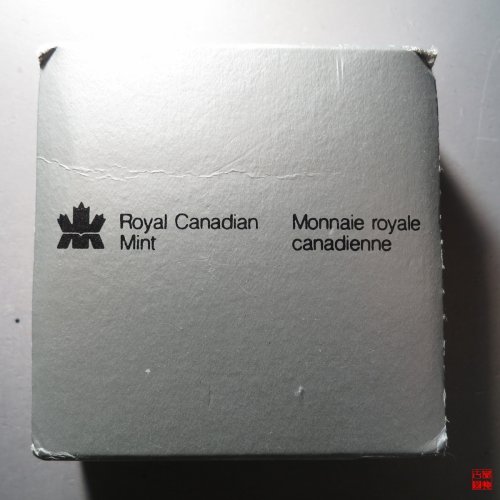 Royal Canadian
Mint
Monnaie royale
canadienne